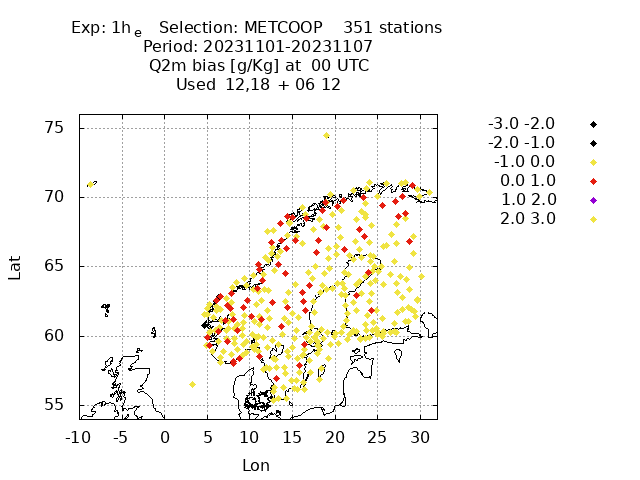 Exp: 1h e Selection: METCOOP 351 stations
Period: 20231101-20231107
Q2m bias [g/Kg] at 00 UTC
Used 12,18 + 06 12
75
70
65
60
55
Lat
-10 -5 0 5 10 15 20 25 30
Lon
-3.0 -2.0
-2.0 -1.0
-1.0 0.0
0.0 1.0
1.0 2.0
2.0 3.0